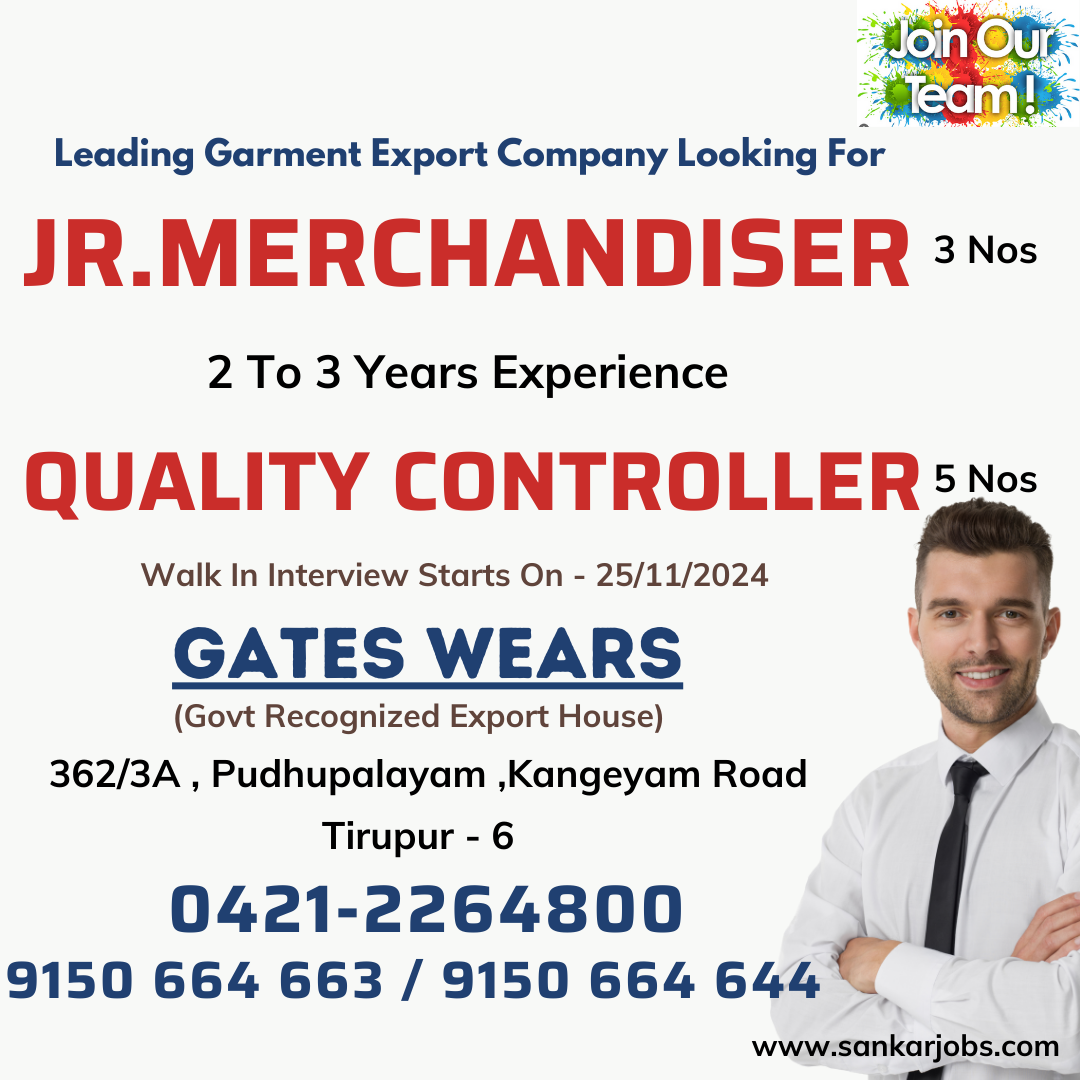 Join Our
Team !
Leading Garment Export Company Looking For
JR.MERCHANDISER 3 Nos
2 To 3 Years Experience
QUALITY CONTROLLER 5 Nos
Walk In Interview Starts On - 25/11/2024
GATES WEARS
(Govt Recognized Export House)
362/3A , Pudhupalayam ,Kangeyam Road
Tirupur - 6
0421-2264800
9150 664 663 / 9150 664 644
www.sankarjobs.com